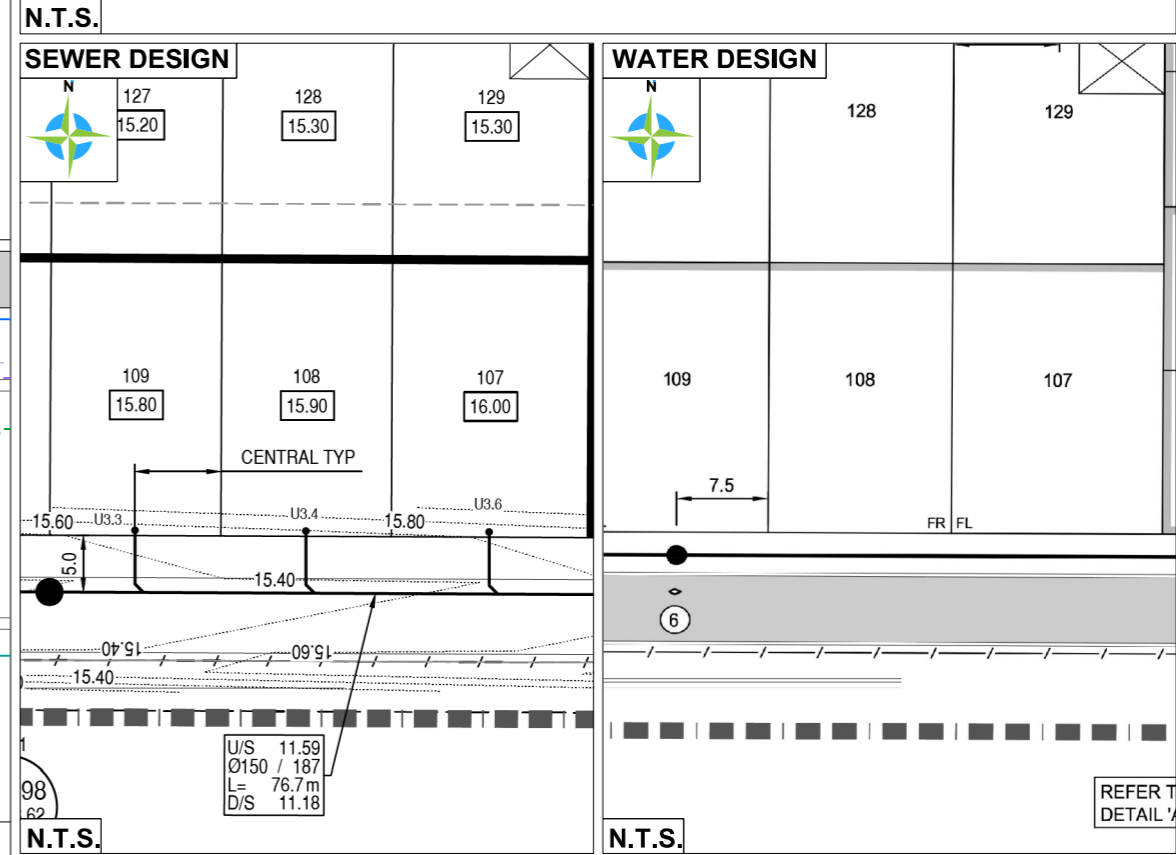 N.T.S.
SEWER DESIGN
N
127
15.20
128
15.30
129
15.30
109
15.80
108
15.90
107
16.00
CENTRAL TYP
15.60
U3.3
U3.4
15.80
U3.6
5.0
15.40
15.40
15.60
15.40
U/S 11.59
Ø150 / 187
L= 76.7m
D/S 11.18
98
62
N.T.S.
WATER DESIGN
N
128
129
109
108
107
7.5
FR FL
6
REFER T
DETAIL 'A
N.T.S.